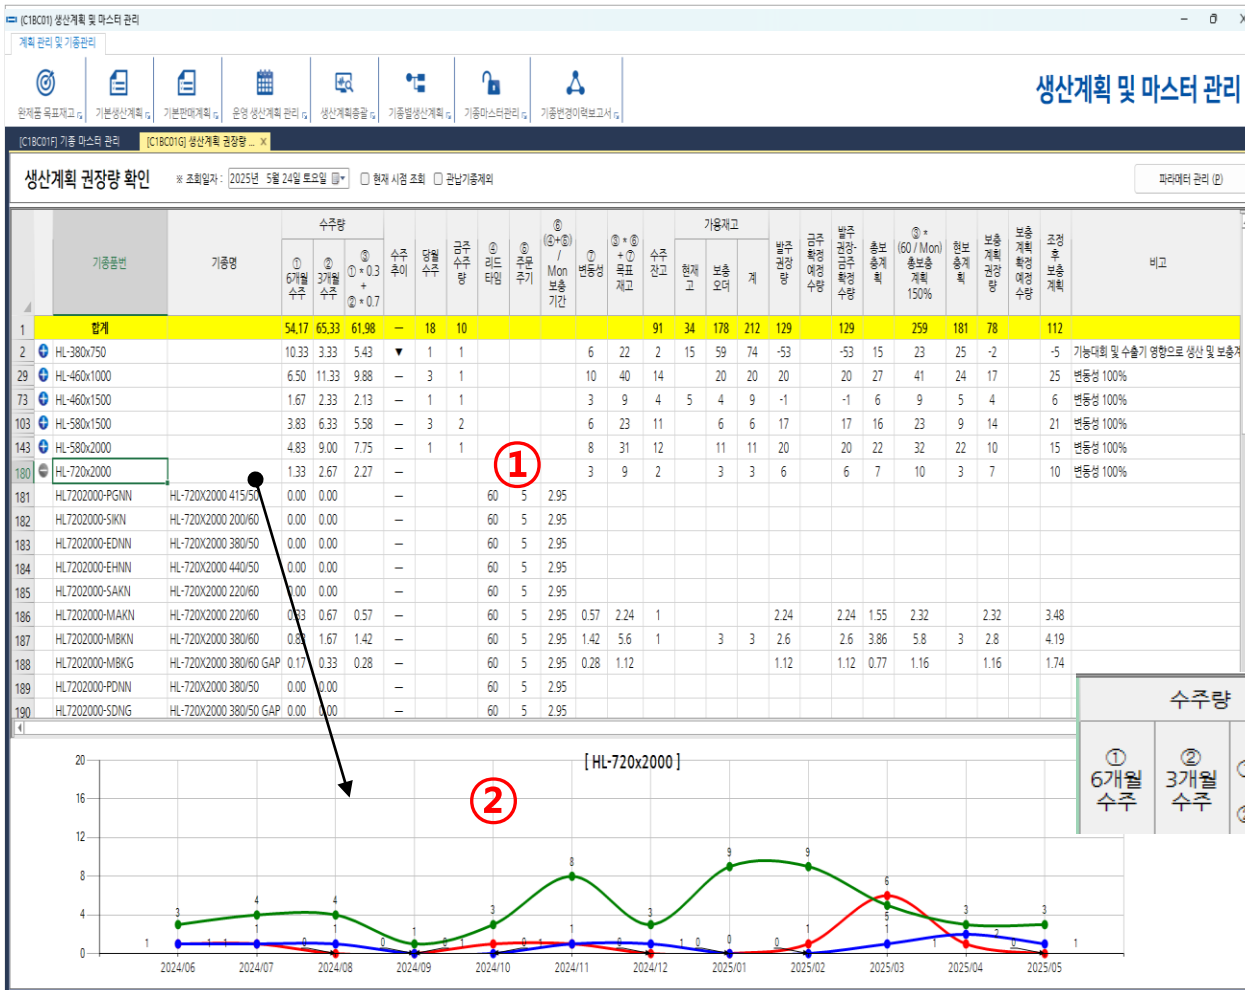 (C1BC01) 생산계획 및 마스터 관리
계획 관리 및 기종관리
완제품 목표재고 기본생산계획 기본판매계획 운영 생산계획 관리 생산계획총괄 기종별생산계획 기종마스터관리 기종변경이력보고서
생산계획 및 마스터 관리
[C1BC01F] 기종 마스터 관리 [C1BC01G] 생산계획 권장량 ... ×
생산계획 권장량 확인 ※ 조회일자 : 2025년 5월 24일 토요일 현재 시점 조회 관납기종제외 파라메터 관리 (P)
기종품번 기종명 수주량 ① 6개월 수주 ② 3개월 수주 ③ ① * 0.3 + ② * 0.7 수주 추이 당월 수주 금주 수주 량 ④ 리드 타임 ⑤ 주문 주기 ⑥ (④+⑤) / Mon 보충 기간 ⑦ 변동성 ③ * ⑥ + ⑦ 목표 재고 수주 잔고 가용재고 현재 고 보충 오더 계 발주 권장 량 금주 확정 예정 수량 발주 권장- 금주 확정 수량 총보 충계 획 ③ * (60 / Mon) 총보충 계획 150% 현보 충계 획 보충 계획 권장 량 보충 계획 확정 예정 수량 조정 후 보충 계획 비고
1 합계 54,17 65,33 61,98 — 18 10 91 34 178 212 129 129 259 181 78 112
2 HL-380x750 10.33 3.33 5.43 ▼ 1 1 6 22 2 15 59 74 -53 -53 15 23 25 -2 -5 기능대회 및 수출기 영향으로 생산 및 보충계
29 HL-460x1000 6.50 11.33 9.88 — 3 1 10 40 14 20 20 20 20 27 41 24 17 25 변동성 100%
73 HL-460x1500 1.67 2.33 2.13 — 1 1 3 9 4 5 4 9 -1 -1 6 9 5 4 6 변동성 100%
103 HL-580x1500 3.83 6.33 5.58 — 3 2 6 23 11 6 6 17 17 16 23 9 14 21 변동성 100%
143 HL-580x2000 4.83 9.00 7.75 — 1 1 8 31 12 11 11 20 20 22 32 22 10 15 변동성 100%
180 HL-720x2000 1.33 2.67 2.27 — 3 9 2 3 3 6 6 7 10 3 7 10 변동성 100%
①
181 HL7202000-PGNN HL-720X2000 415/50 0.00 0.00 — 60 5 2.95
182 HL7202000-SIKN HL-720X2000 200/60 0.00 0.00 — 60 5 2.95
183 HL7202000-EDNN HL-720X2000 380/50 0.00 0.00 — 60 5 2.95
184 HL7202000-EHNN HL-720X2000 440/50 0.00 0.00 — 60 5 2.95
185 HL7202000-SAKN HL-720X2000 220/60 0.00 0.00 — 60 5 2.95
186 HL7202000-MAKN HL-720X2000 220/60 0.33 0.67 0.57 — 60 5 2.95 0.57 2.24 1 2.24 2.24 1.55 2.32 2.32 3.48
187 HL7202000-MBKN HL-720X2000 380/60 0.83 1.67 1.42 — 60 5 2.95 1.42 5.6 1 3 3 2.6 2.6 3.86 5.8 3 2.8 4.19
188 HL7202000-MBKG HL-720X2000 380/60 GAP 0.17 0.33 0.28 — 60 5 2.95 0.28 1.12 1.12 1.12 0.77 1.16 1.16 1.74
189 HL7202000-PDNN HL-720X2000 380/50 0.00 0.00 — 60 5 2.95
190 HL7202000-SDNG HL-720X2000 380/50 GAP 0.00 0.00 — 60 5 2.95
수주량
① 6개월 수주 ② 3개월 수주
[ HL-720x2000 ]
②
20
16
12
8
4
0
3 4 4 1 3 8 3 9 9 5 3 3
6
1 1 1 1 0 1 0 0 1 0 1 1 0 1 0 1 0 0 0 1 1 1 2 0 1
2024/06 2024/07 2024/08 2024/09 2024/10 2024/11 2024/12 2025/01 2025/02 2025/03 2025/04 2025/05